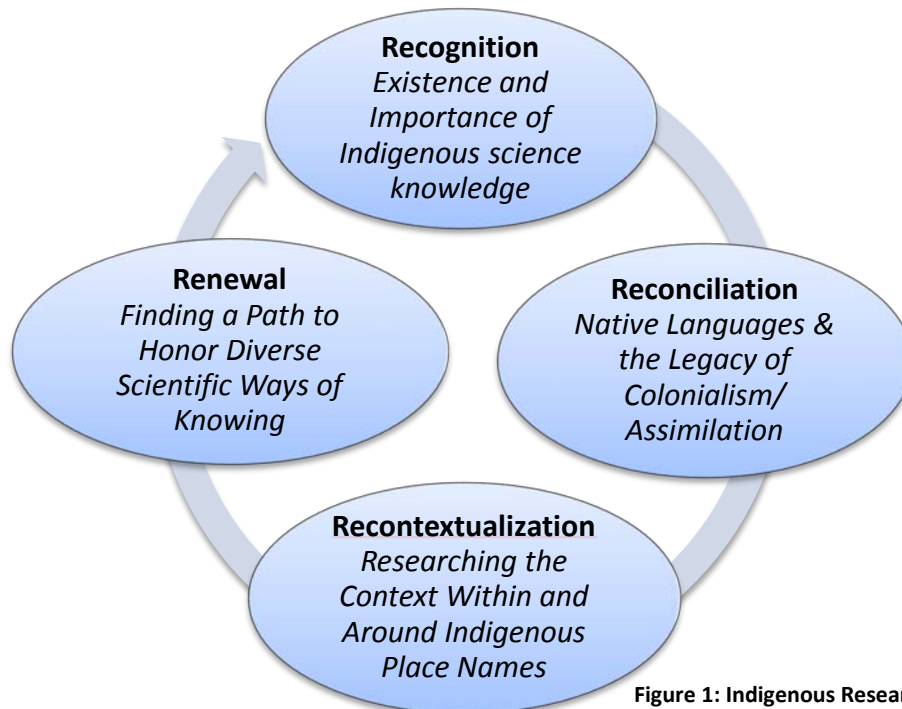 Recognition
Existence and
Importance of
Indigenous science
knowledge
Renewal
Finding a Path to
Honor Diverse
Scientific Ways of
Knowing
Reconciliation
Native Languages &
the Legacy of
Colonialism/
Assimilation
Recontextualization
Researching the
Context Within and
Around Indigenous
Place Names
Figure 1: Indigenous